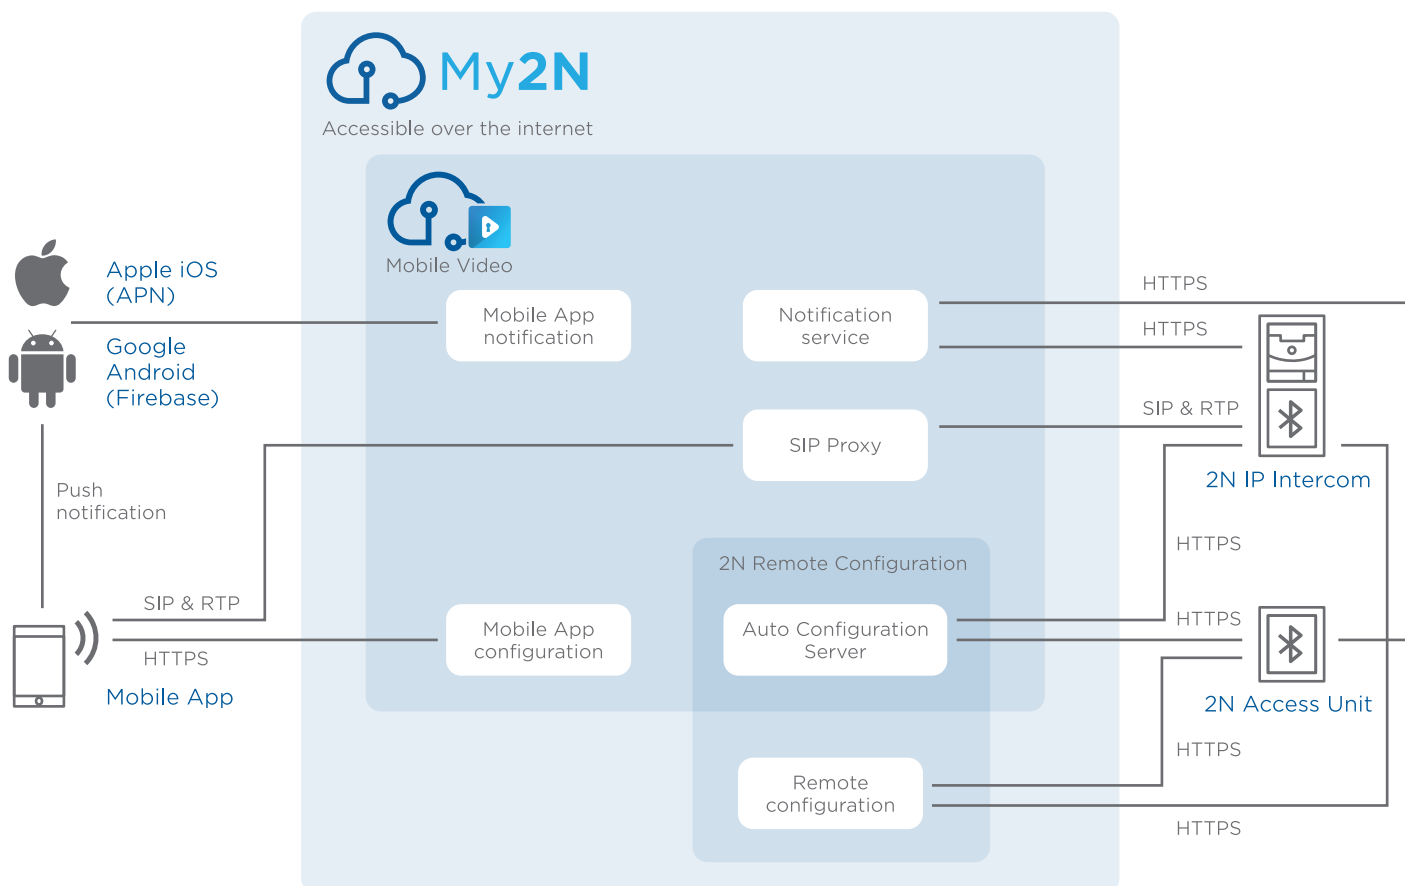 My2N
Accessible over the internet
Mobile Video
Apple iOS
(APN)
Google
Android
(Firebase)
Mobile App
notification
Notification
service
HTTPS
HTTPS
SIP & RTP
SIP Proxy
2N IP Intercom
Push
notification
HTTPS
2N Remote Configuration
SIP & RTP
HTTPS
Mobile App
Mobile App
configuration
Auto Configuration
Server
HTTPS
2N Access Unit
HTTPS
Remote
configuration
HTTPS